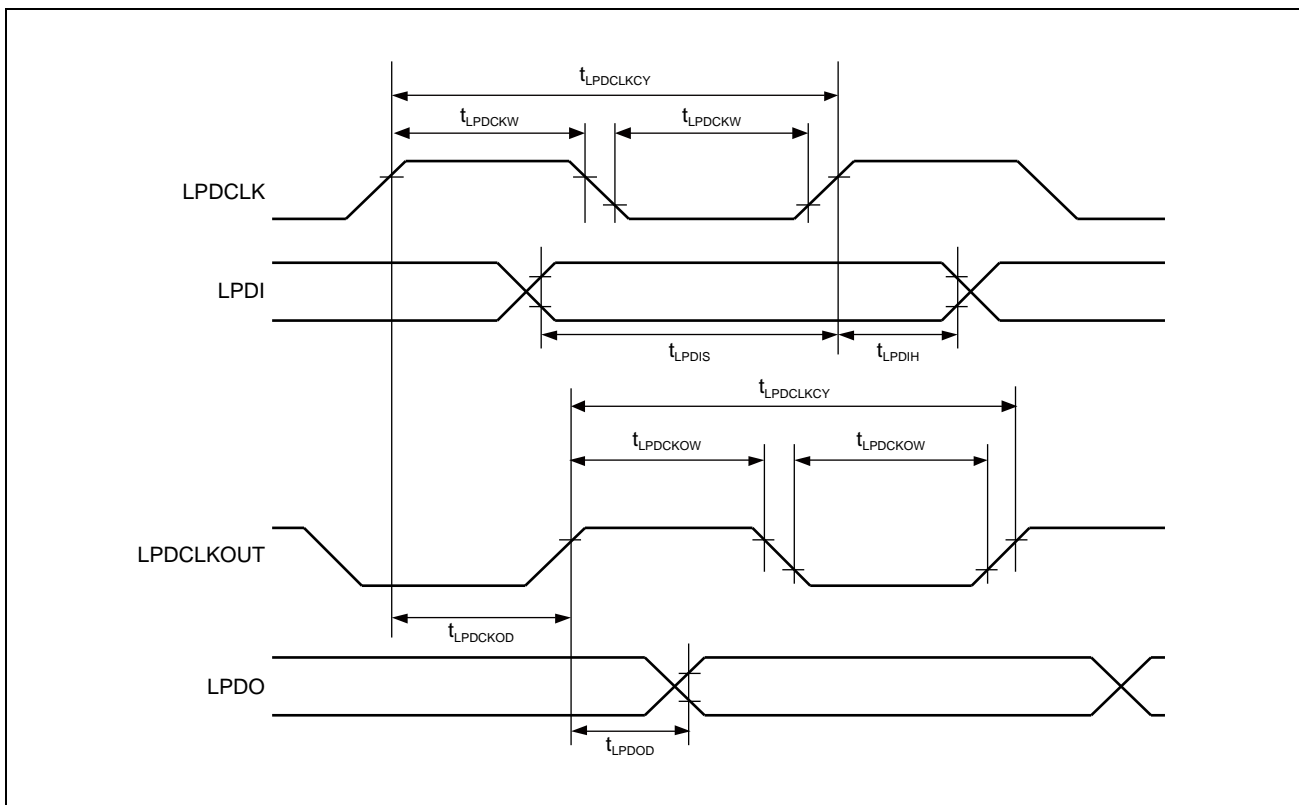 tLPDCLKCY
tLPDCKW tLPDCKW
LPDCLK
LPDI
tLPDIS tLPDIH
tLPDCLKCY
tLPDCKOW tLPDCKOW
LPDCLKOUT
tLPDCKOD
LPDO
tLPDOD